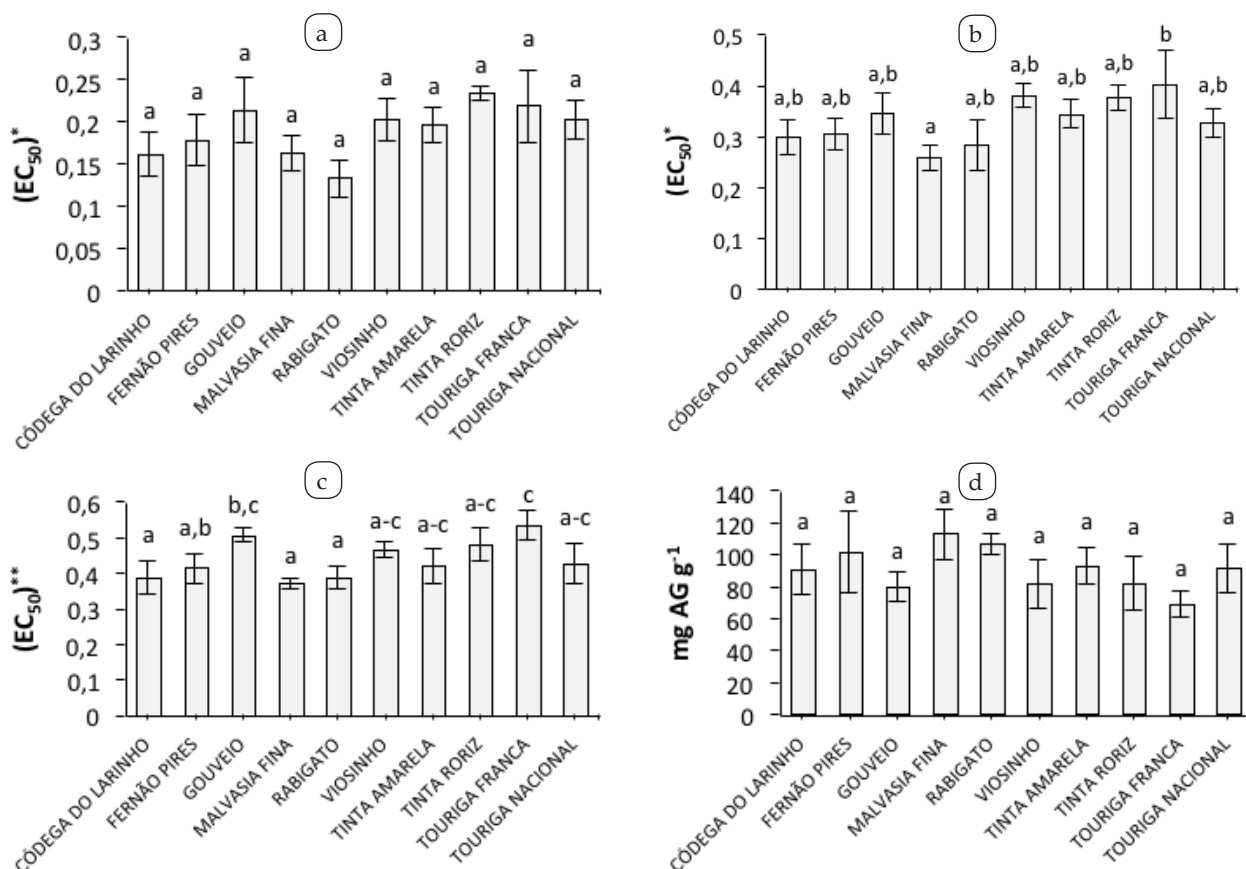 a
(EC50)*
0,3
0,25
0,2
0,15
0,1
0,05
0
a
a
a
a
a
a
a
a
a
a
CÓDEGA DO LARINHO
FERNÃO PIRES
GOUVEIO
MALVASIA FINA
RABIGATO
VIOSINHO
TINTA AMARELA
TINTA RORIZ
TOURIGA FRANCA
TOURIGA NACIONAL
b
(EC50)*
0,5
0,4
0,3
0,2
0,1
0
a,b
a,b
a,b
a
a,b
a,b
a,b
a,b
b
a,b
CÓDEGA DO LARINHO
FERNÃO PIRES
GOUVEIO
MALVASIA FINA
RABIGATO
VIOSINHO
TINTA AMARELA
TINTA RORIZ
TOURIGA FRANCA
TOURIGA NACIONAL
c
(EC50)**
0,6
0,5
0,4
0,3
0,2
0,1
0
a
a,b
b,c
a
a
a-c
a-c
a-c
c
a-c
CÓDEGA DO LARINHO
FERNÃO PIRES
GOUVEIO
MALVASIA FINA
RABIGATO
VIOSINHO
TINTA AMARELA
TINTA RORIZ
TOURIGA FRANCA
TOURIGA NACIONAL
d
mg AG g-1
140
120
100
80
60
40
20
0
a
a
a
a
a
a
a
a
a
a
CÓDEGA DO LARINHO
FERNÃO PIRES
GOUVEIO
MALVASIA FINA
RABIGATO
VIOSINHO
TINTA AMARELA
TINTA RORIZ
TOURIGA FRANCA
TOURIGA NACIONAL